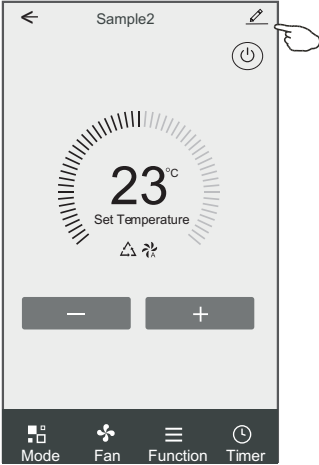 Sample2
23°C
Set Temperature
A
Mode Fan Function Timer